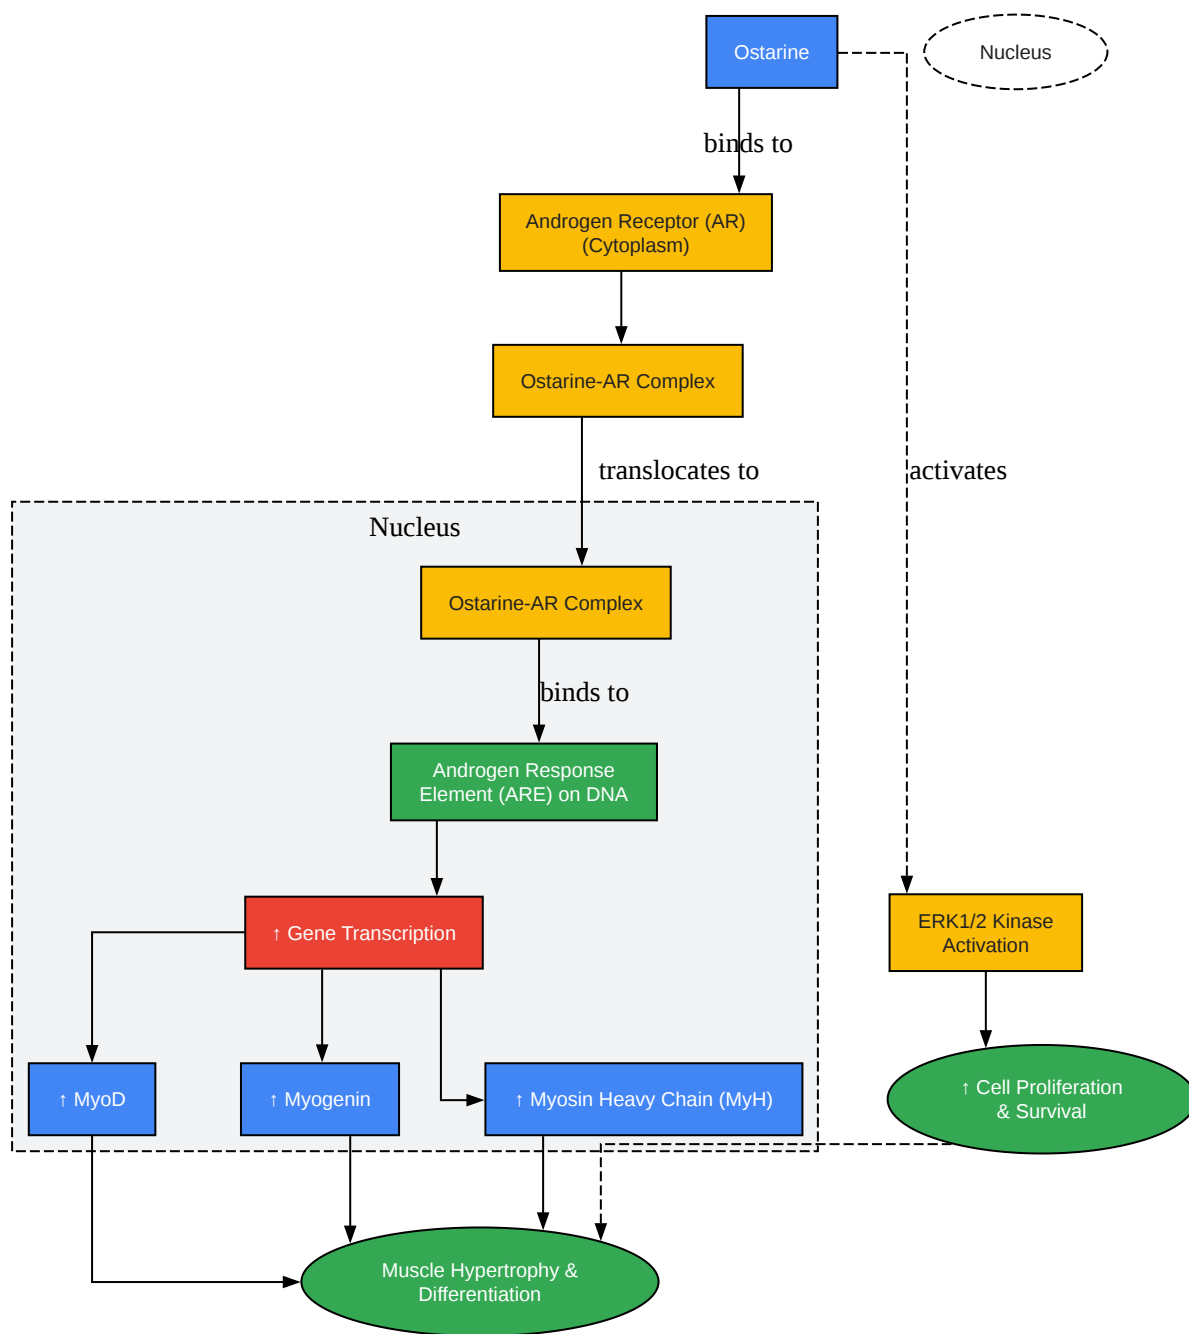 Ostarine
Nucleus
binds to
Androgen Receptor (AR)
(Cytoplasm)
Ostarine-AR Complex
translocates to
activates
Nucleus
Ostarine-AR Complex
binds to
Androgen Response
Element (ARE) on DNA
↑ Gene Transcription
ERK1/2 Kinase
Activation
↑ MyoD
↑ Myogenin
↑ Myosin Heavy Chain (MyH)
↑ Cell Proliferation
& Survival
Muscle Hypertrophy &
Differentiation